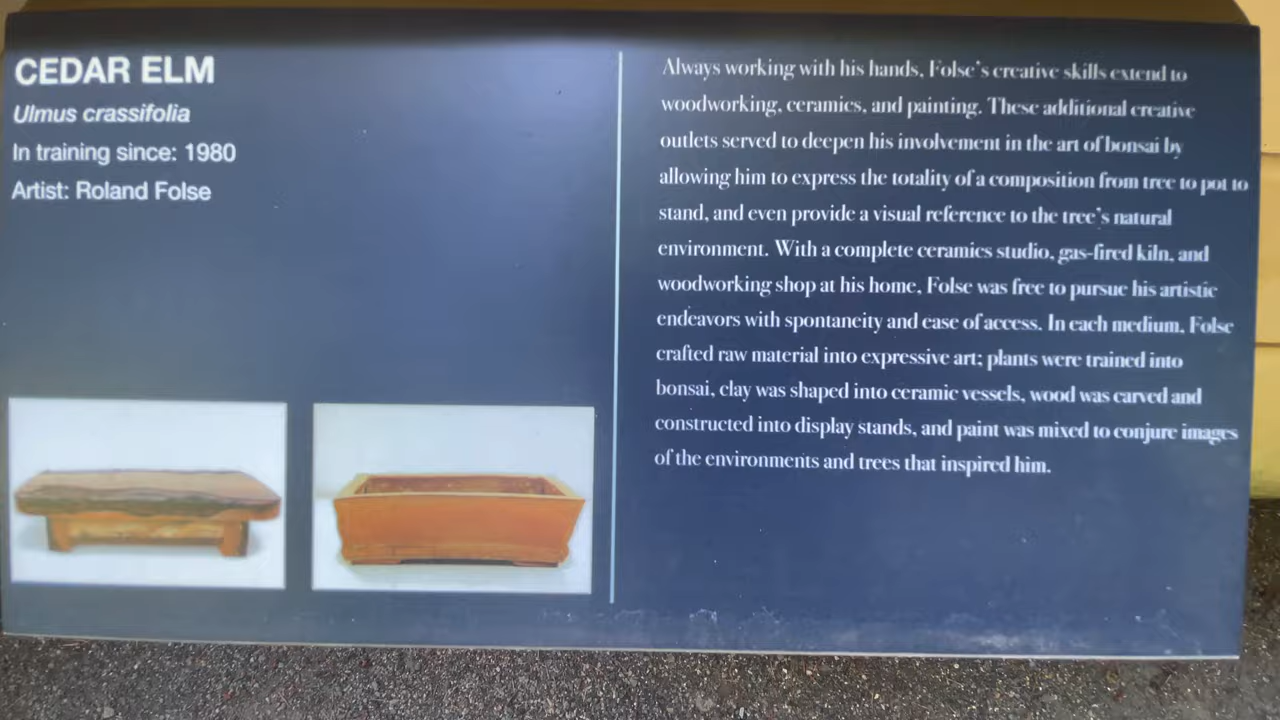 CEDAR ELM
Ulmus crassifolia
In training since: 1980
Artist: Roland Folse
Always working with his hands, Folse's creative skills extend to
woodworking, ceramics, and painting. These additional creative
outlets served to deepen his involvement in the art of bonsai by
allowing him to express the totality of a composition from tree to pot to
stand, and even provide a visual reference to the tree's natural
environment. With a complete ceramics studio, gas-fired kiln, and
woodworking shop at his home, Folse was free to pursue his artistic
endeavors with spontaneity and ease of access. In each medium, Folse
crafted raw material into expressive art; plants were trained into
bonsai, clay was shaped into ceramic vessels, wood was carved and
constructed into display stands, and paint was mixed to conjure images
of the environments and trees that inspired him.